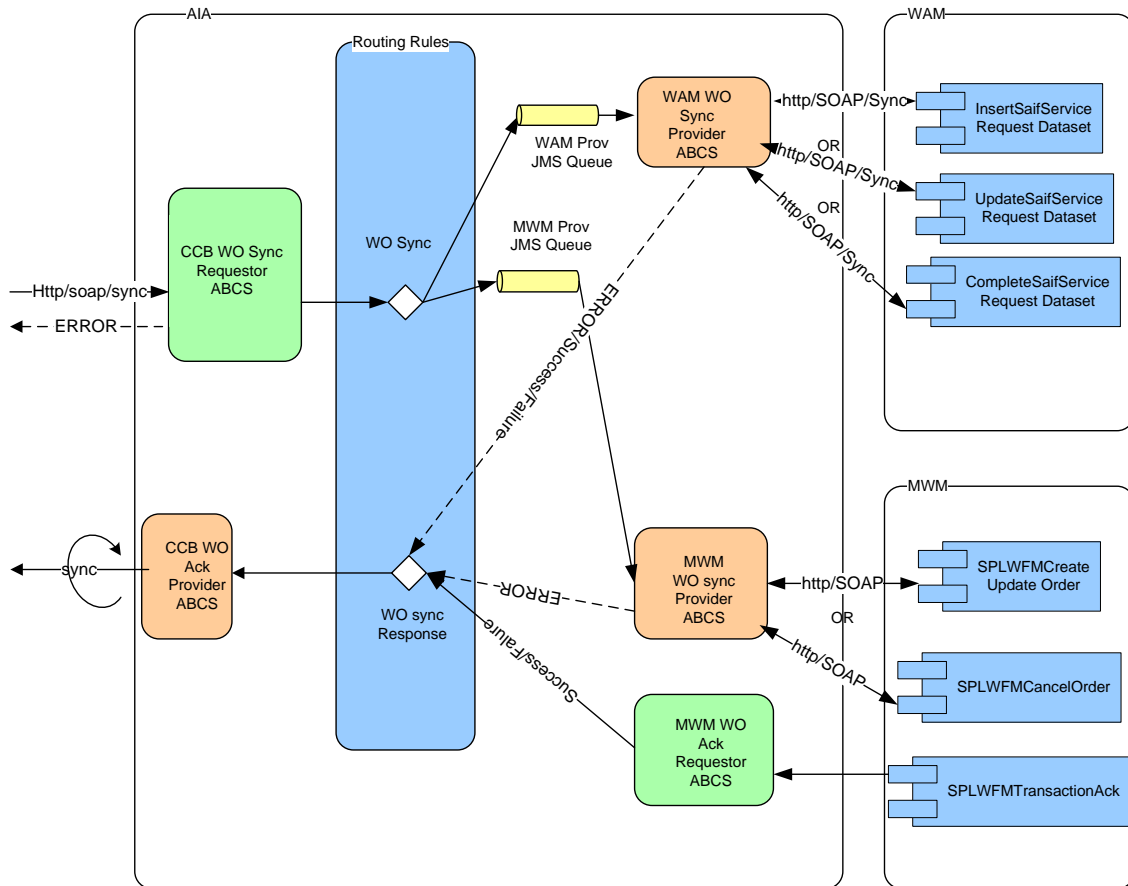 AIA
WAM
Routing Rules
WAM WO
Sync
Provider
ABCS
http/SOAP/Sync
InsertSaifService
Request Dataset
WAM Prov
JMS Queue
OR
http/SOAP/Sync
UpdateSaifService
Request Dataset
OR
http/SOAP/Sync
CompleteSaifService
Request Dataset
MWM Prov
JMS Queue
WO Sync
CCB WO Sync
Requestor
ABCS
Http/soap/sync
ERROR
ERROR/Success/Failure
MWM
CCB WO
Ack
Provider
ABCS
sync
WO sync
Response
ERROR
MWM
WO sync
Provider
ABCS
http/SOAP
SPLWFMCreate
Update Order
OR
http/SOAP
SPLWFMCancelOrder
Success/Failure
MWM WO
Ack
Requestor
ABCS
SPLWFMTransactionAck